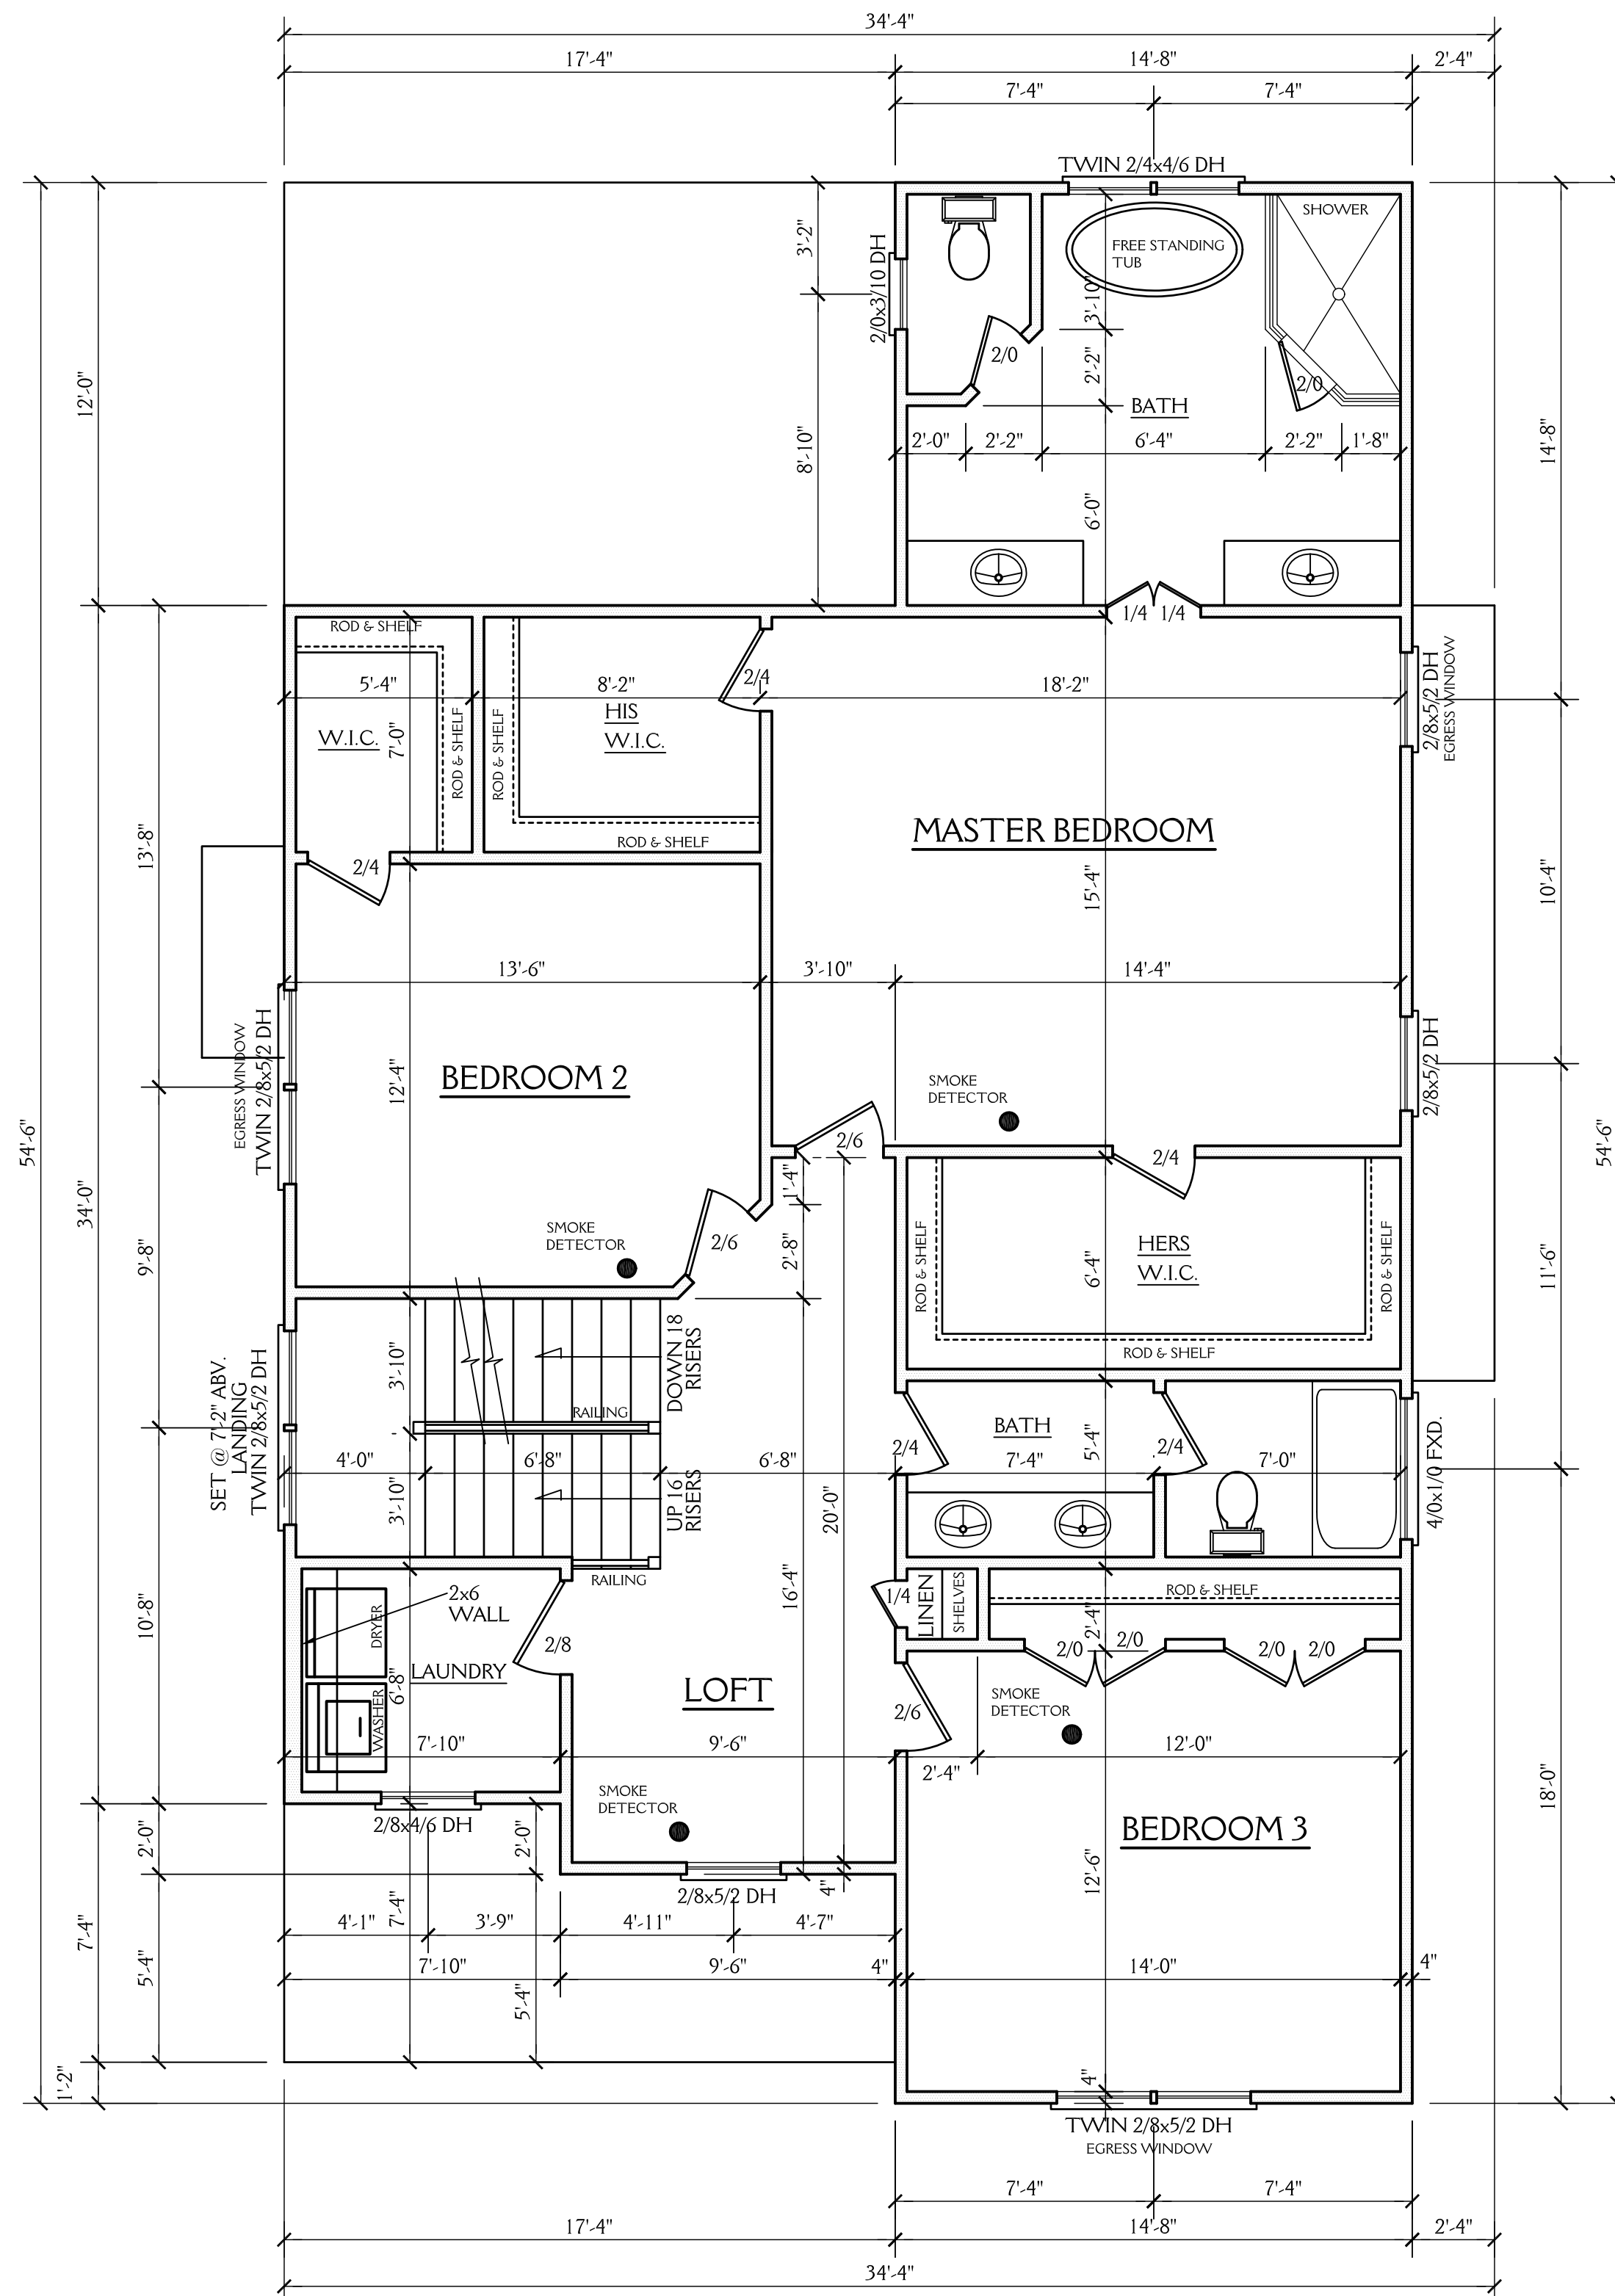 34'-4"
17'-4" 14'-8" 2'-4"
7'-4" 7'-4"
TWIN 2/4x4/6 DH
SHOWER
3'-2"
2/0x3/10 DH
FREE STANDING
TUB
3'-10"
2/0
2'-2"
2/0
12'-0"
BATH
8'-10"
14'-8"
2'-0" 2'-2" 6'-4" 2'-2" 1'-8"
6'-0"
1/4 1/4
ROD & SHELF
2/4
5'-4" 8'-2" 18'-2"
2/8x5/2 DH
EGRESS WINDOW
HIS
W.I.C.
W.I.C.
7'-0"
ROD & SHELF
ROD & SHELF
MASTER BEDROOM
ROD & SHELF
13'-8"
2/4
15'-4"
10'-4"
13'-6" 3'-10" 14'-4"
EGRESS WINDOW
TWIN 2/8x5/2 DH
BEDROOM 2
12'-4"
SMOKE
DETECTOR
2/8x5/2 DH
54'-6"
54'-6"
2/6
2/4
1'-4"
34'-0"
SMOKE
DETECTOR
2/6
2'-8"
9'-8"
ROD & SHELF
HERS
W.I.C.
6'-4"
ROD & SHELF
11'-6"
ROD & SHELF
DOWN 18
RISERS
3'-10"
SET @ 7'-2" ABV.
LANDING
TWIN 2/8x5/2 DH
RAILING
BATH
2/4
2/4
5'-4"
4'-0" 6'-8" 6'-8" 7'-4" 7'-0"
4/0x1/0 FXD.
3'-10"
UP 16
RISERS
20'-0"
RAILING
2x6
WALL
16'-4"
1/4
LINEN
SHELVES
ROD & SHELF
10'-8"
DRYER
2/8
2'-4"
2/0 2/0
2/0 2/0
LAUNDRY
6'-8"
WASHER
LOFT
2/6
SMOKE
DETECTOR
7'-10" 9'-6" 12'-0"
2'-4"
18'-0"
SMOKE
DETECTOR
2/8x4/6 DH
2'-0"
2'-0"
BEDROOM 3
12'-6"
2/8x5/2 DH
4"
7'-4"
4'-1" 3'-9" 4'-11" 4'-7"
7'-4"
5'-4"
7'-10" 9'-6" 4" 14'-0" 4"
5'-4"
1'-2"
4"
TWIN 2/8x5/2 DH
EGRESS WINDOW
7'-4" 7'-4"
17'-4" 14'-8" 2'-4"
34'-4"